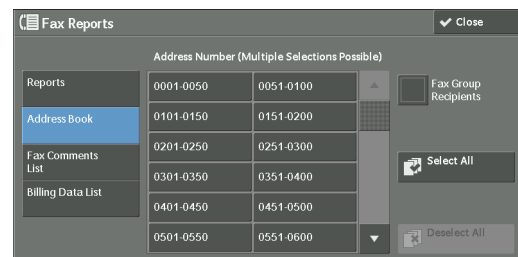 Fax Reports
Close
Address Number (Multiple Selections Possible)
Reports
Address Book
Fax Comments
List
Billing Data List
0001-0050 0051-0100
0101-0150 0151-0200
0201-0250 0251-0300
0301-0350 0351-0400
0401-0450 0451-0500
0501-0550 0551-0600
Fax Group
Recipients
Select All
Deselect All